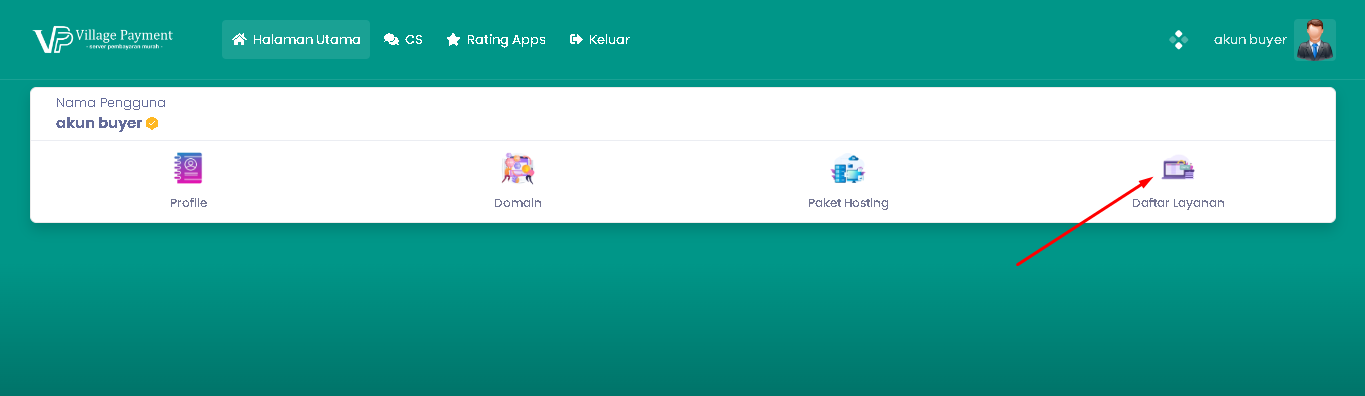 Village Payment
- server pembayaran murah -
Halaman Utama
CS
Rating Apps
Keluar
akun buyer
Nama Pengguna
akun buyer
Profile
Domain
Paket Hosting
Daftar Layanan